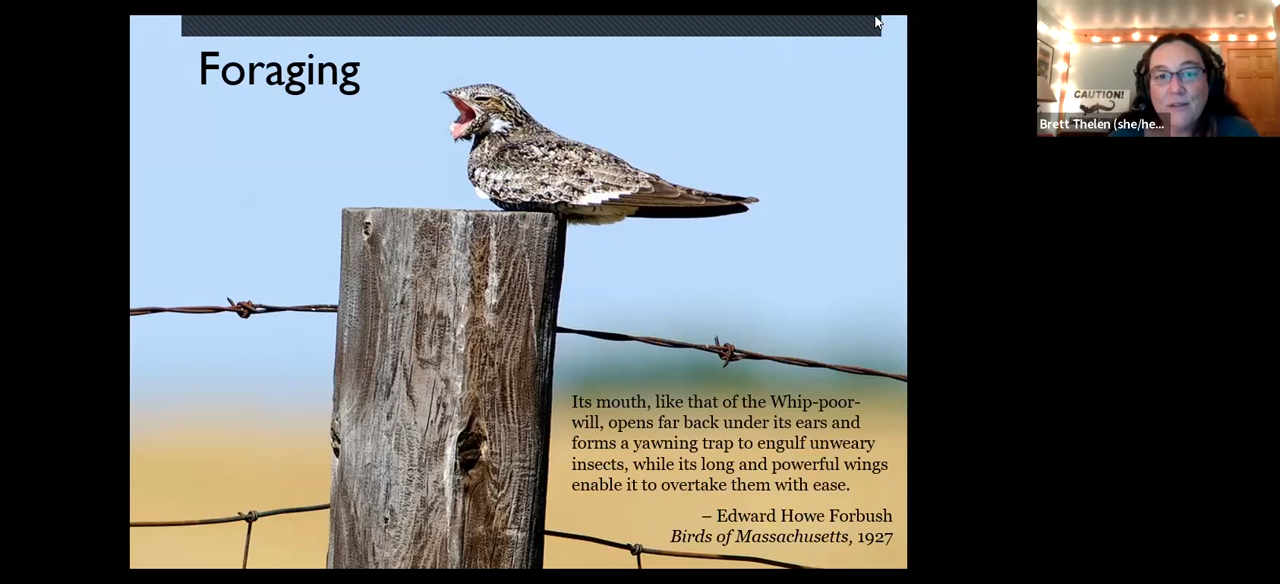 Foraging
CAUTION!
Brett Thelen (she/he...
Its mouth, like that of the Whip-poor-
will, opens far back under its ears and
forms a yawning trap to engulf unweary
insects, while its long and powerful wings
enable it to overtake them with ease.
– Edward Howe Forbush
Birds of Massachusetts, 1927